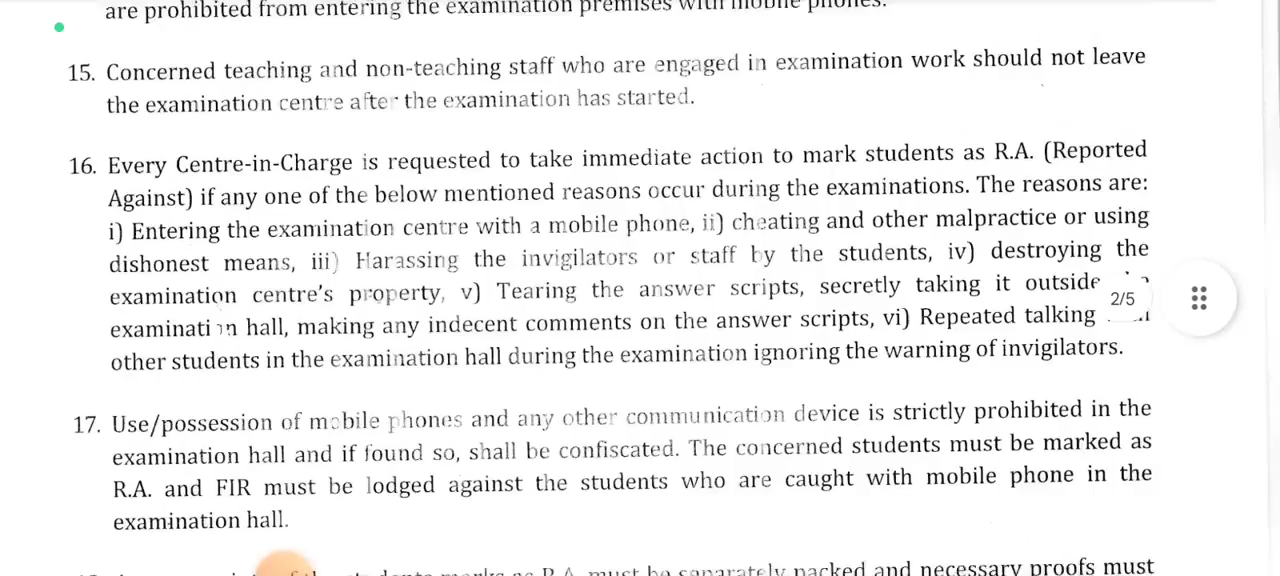 are prohibited from entering the examination premises with mobile phones.
15. Concerned teaching and non-teaching staff who are engaged in examination work should not leave
the examination centre after the examination has started.
16. Every Centre-in-Charge is requested to take immediate action to mark students as R.A. (Reported
Against) if any one of the below mentioned reasons occur during the examinations. The reasons are:
i) Entering the examination centre with a mobile phone, ii) cheating and other malpractice or using
dishonest means, iii) Harassing the invigilators or staff by the students, iv) destroying the
examination centre's property, v) Tearing the answer scripts, secretly taking it outside
2/5
examination hall, making any indecent comments on the answer scripts, vi) Repeated talking
other students in the examination hall during the examination ignoring the warning of invigilators.
17. Use/possession of mobile phones and any other communication device is strictly prohibited in the
examination hall and if found so, shall be confiscated. The concerned students must be marked as
R.A. and FIR must be lodged against the students who are caught with mobile phone in the
examination hall.
R.A. must be separately packed and necessary proofs must